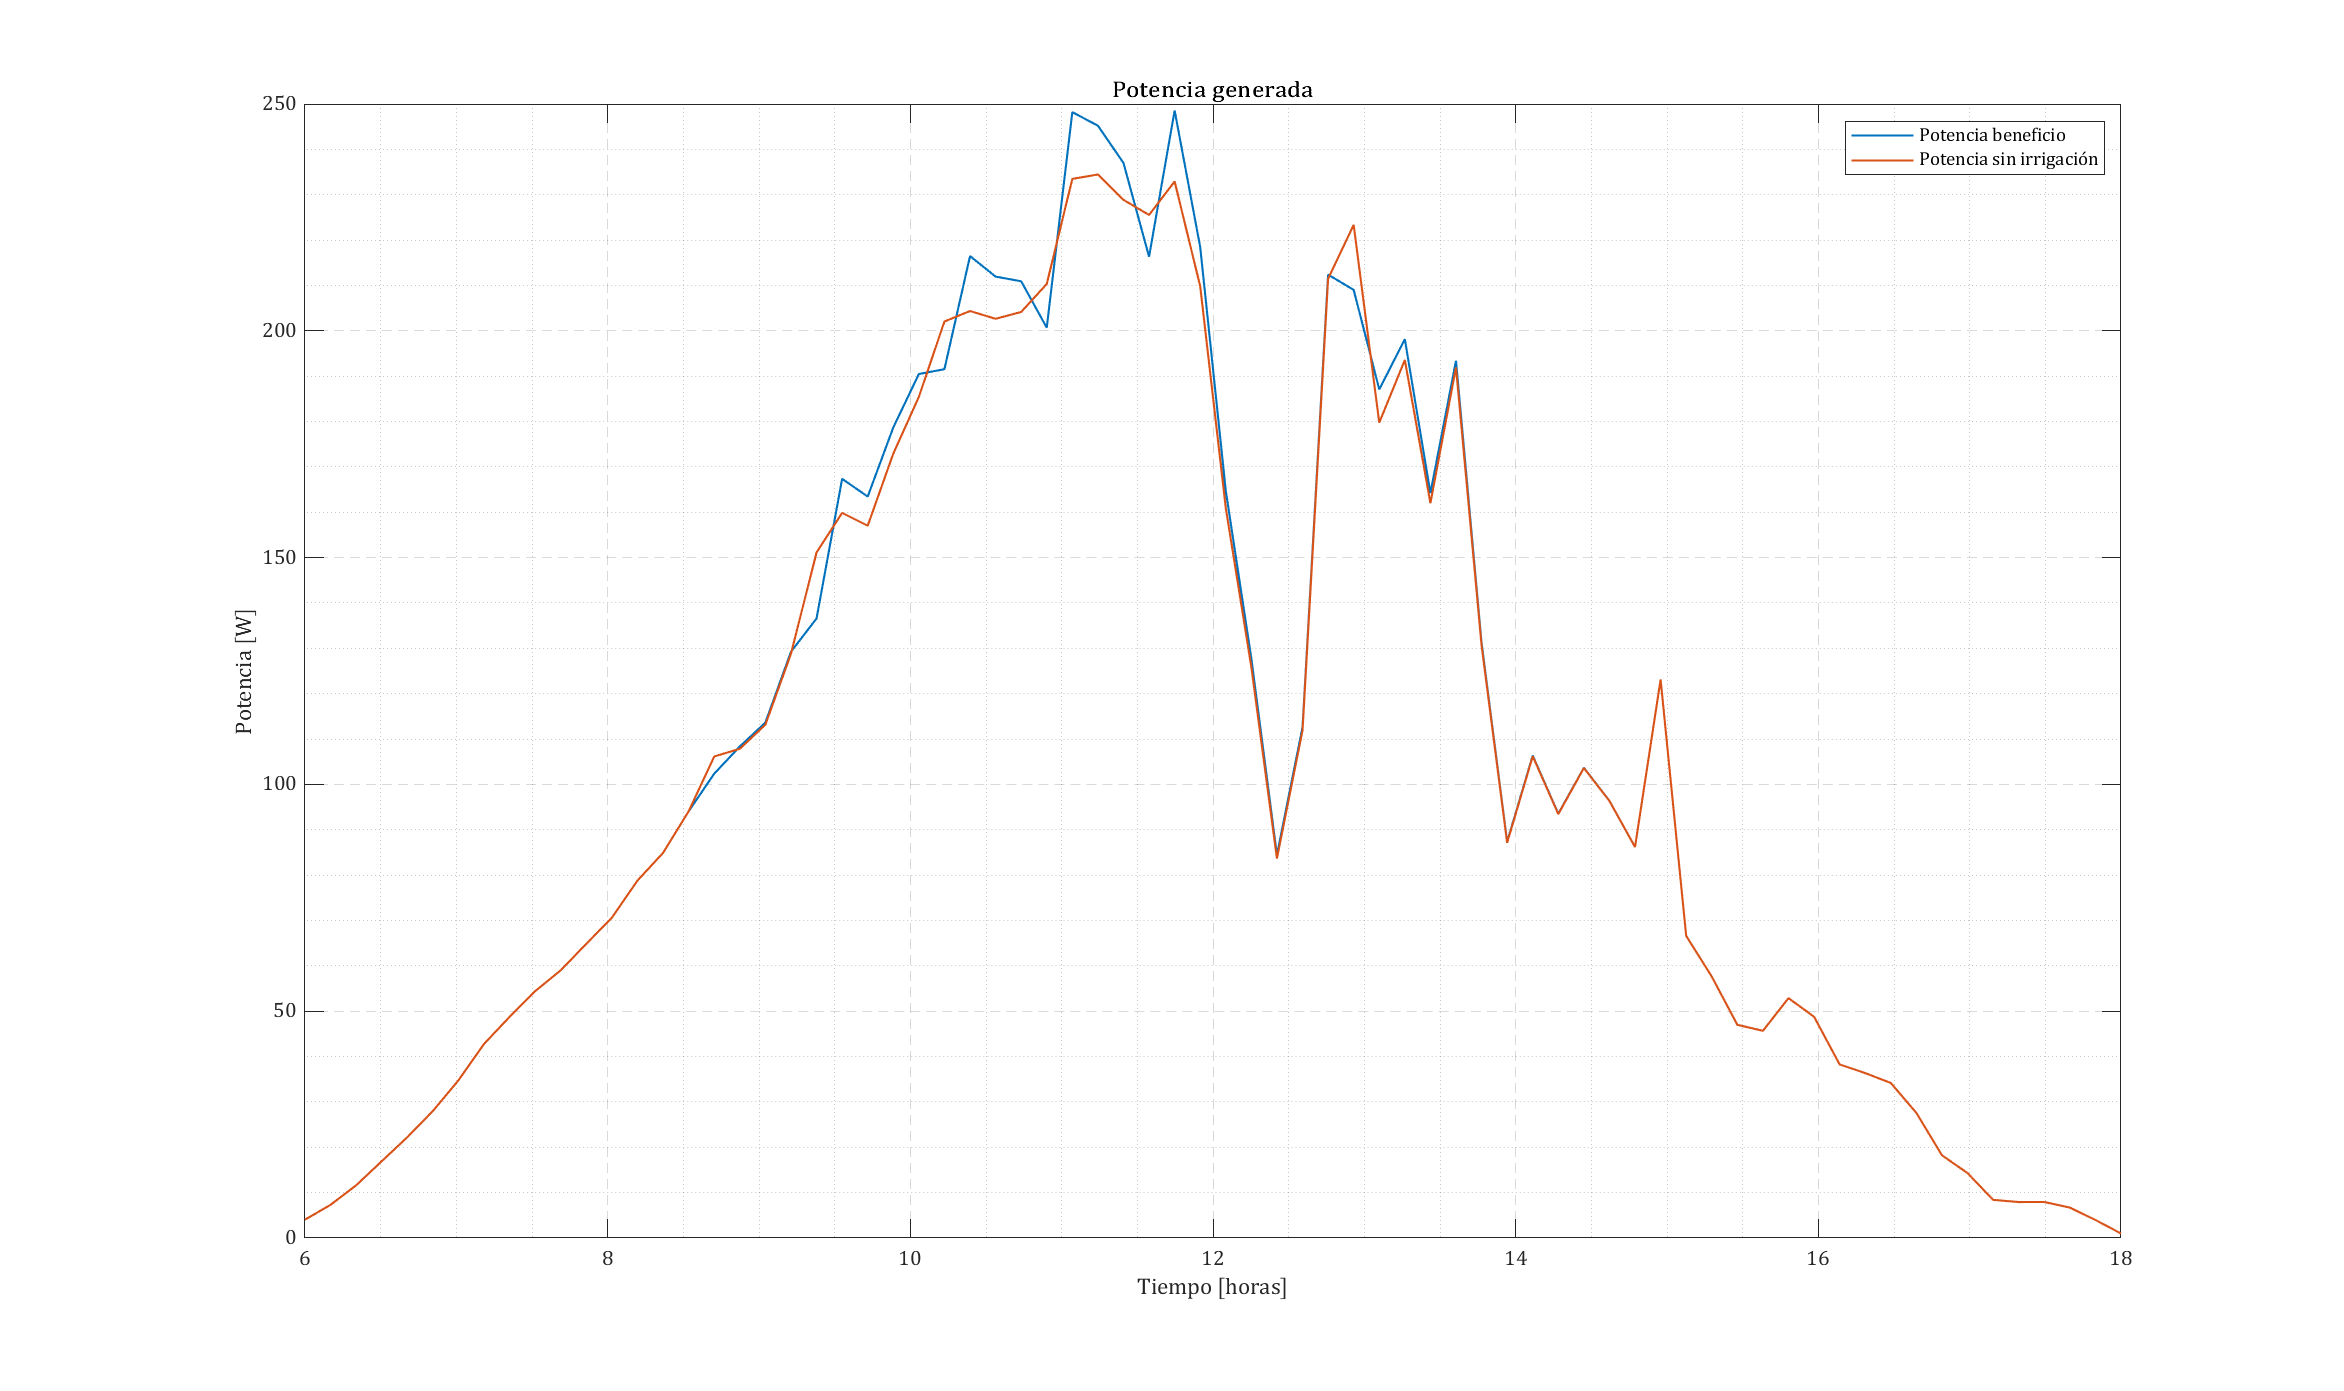 Potencia generada
250
200
150
100
50
0
Potencia [W]
Potencia beneficio
Potencia sin irrigación
6 8 10 12 14 16 18
Tiempo [horas]